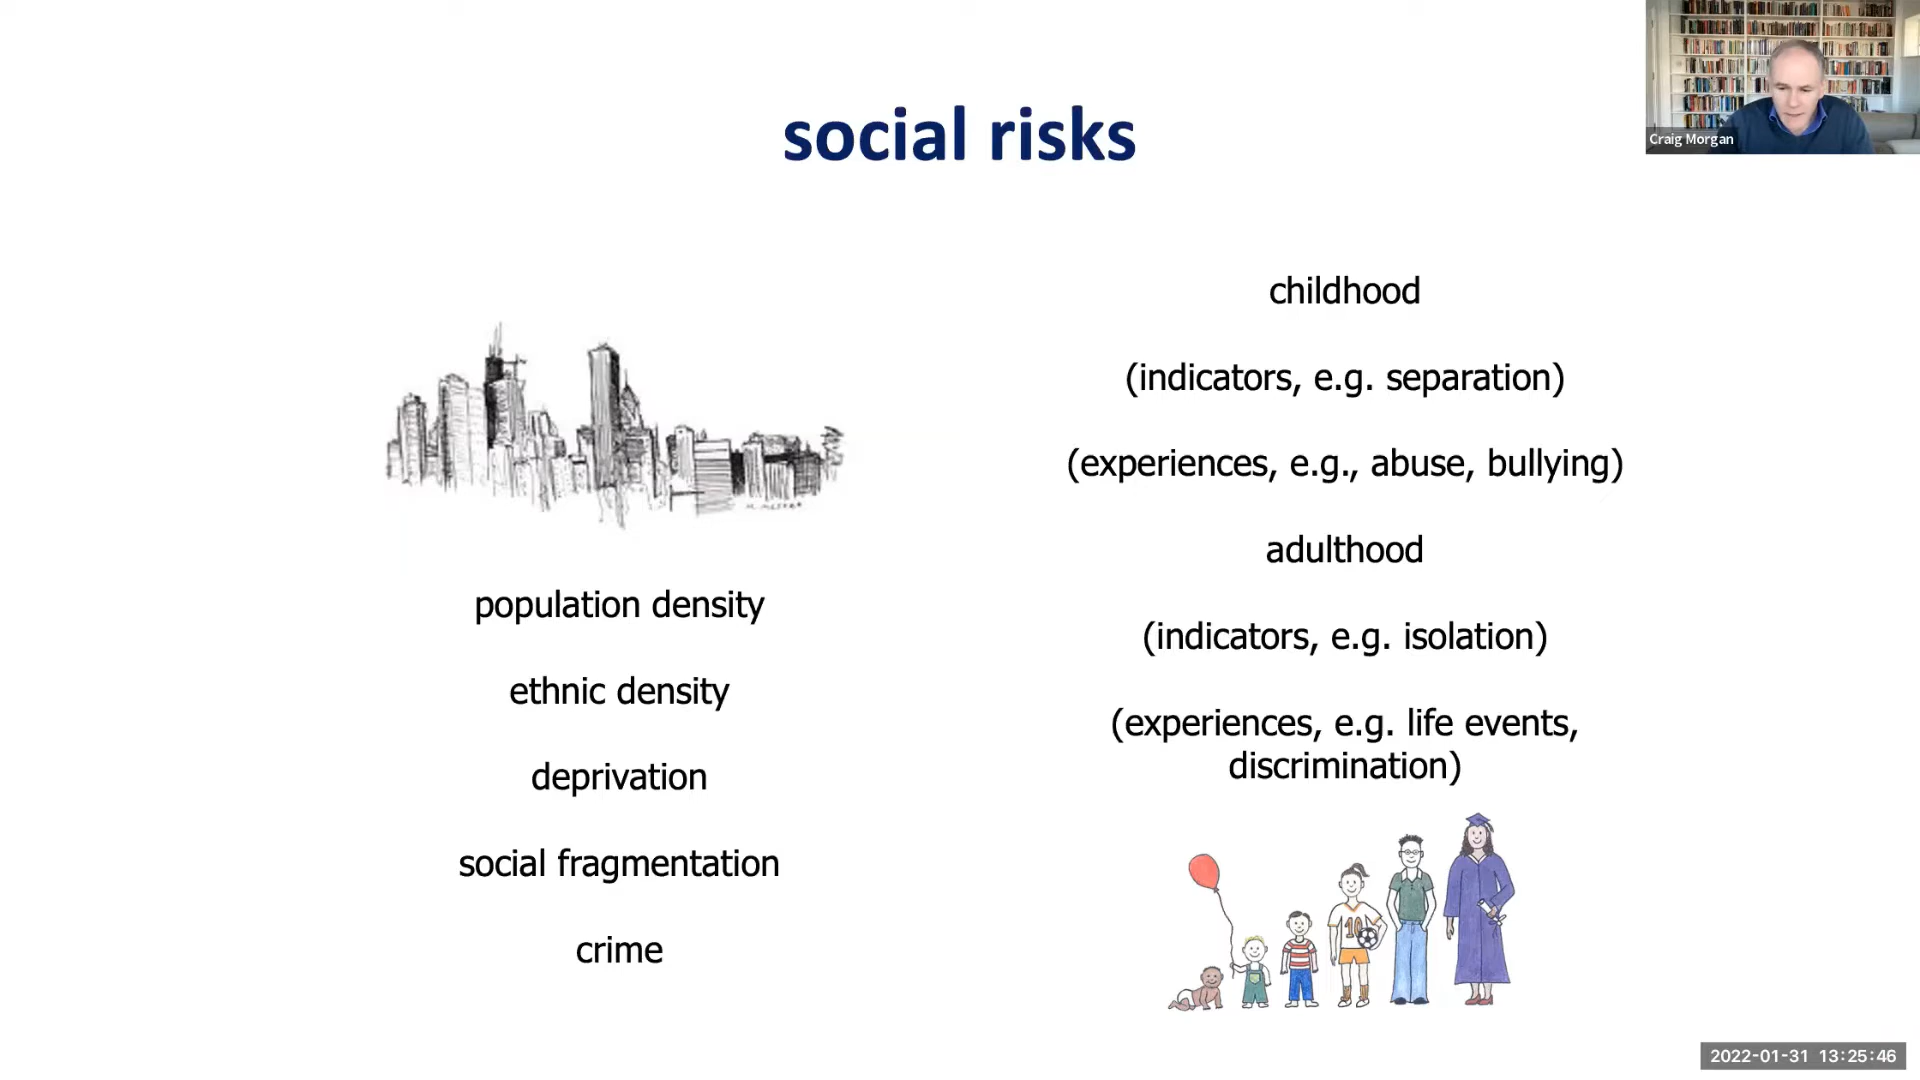 social risks
Craig Morgan
population density
ethnic density
deprivation
social fragmentation
crime
childhood
(indicators, e.g. separation)
(experiences, e.g., abuse, bullying)
adulthood
(indicators, e.g. isolation)
(experiences, e.g. life events,
discrimination)
10
2022-01-31 13:25:46